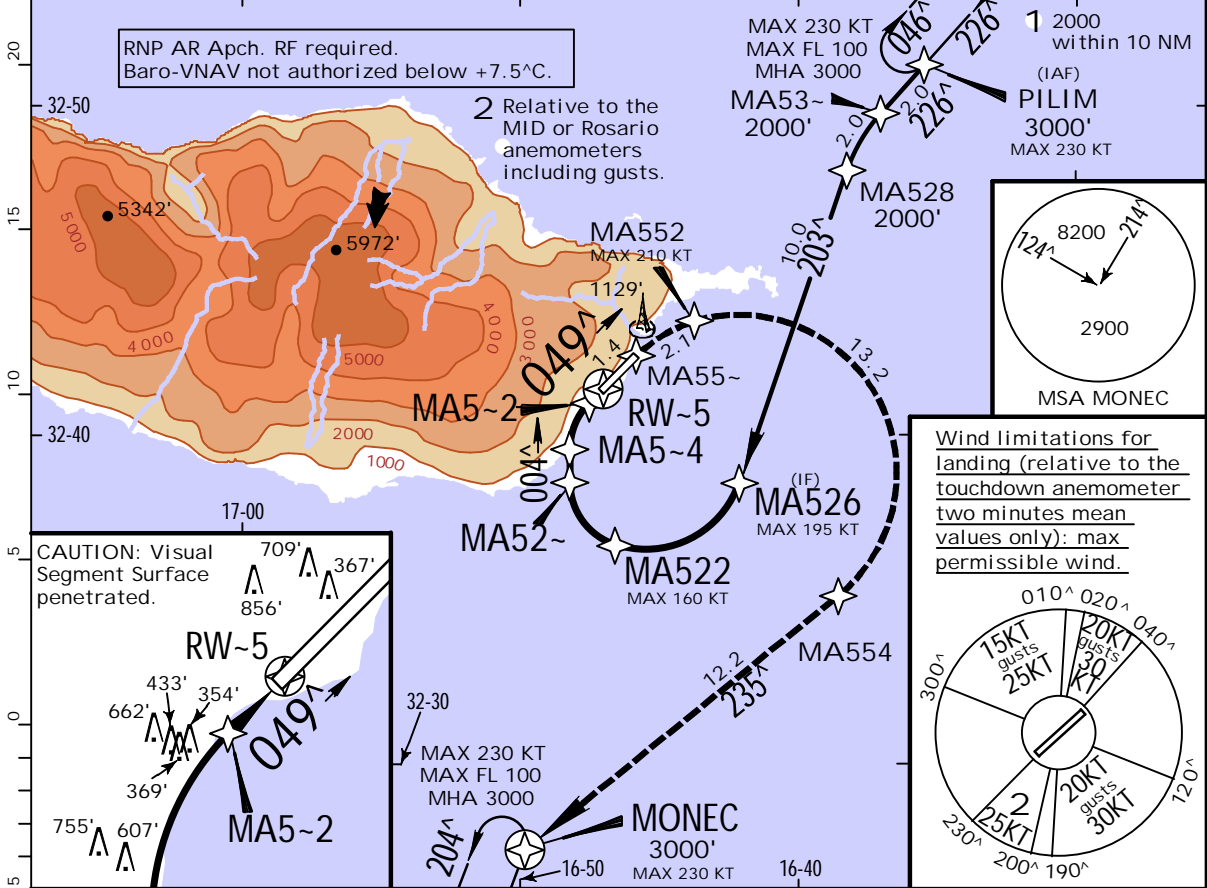 MAX 230 KT
MAX FL 100
MHA 3000
046^
226^
1 2000
within 10 NM
20
RNP AR Apch. RF required.
Baro-VNAV not authorized below +7.5^C.
(IAF)
PILIM
3000'
MAX 230 KT
32-50
2 Relative to the
MID or Rosario
anemometers
including gusts.
MA53~
2000'
2.0
226^
2.0
MA528
2000'
5342'
5000
15
5972'
MA552
MAX 210 KT
10.0
203^
124^
8200
214^
2900
MSA MONEC
1129'
4000
5000
4000
3000
049^
1.4
2.1
13.2
MA55~
10
MA5~2
RW~5
32-40
2000
1000
MA5~4
004^
(IF)
MA526
MAX 195 KT
MA52~
MA522
MAX 160 KT
Wind limitations for
landing (relative to the
touchdown anemometer
two minutes mean
values only): max
permissible wind.
17-00
5
CAUTION: Visual
Segment Surface
penetrated.
709'
367'
856'
RW~5
433'
354'
662'
049^
369'
MA5~2
755'
607'
0
5
MA554
12.2
235^
32-30
MAX 230 KT
MAX FL 100
MHA 3000
204^
MONEC
3000'
MAX 230 KT
16-50
16-40
010^
020^
040^
15KT
gusts
25KT
20KT
gusts
30
KT
300^
120^
2
25KT
20KT
gusts
30KT
230^
200^
190^